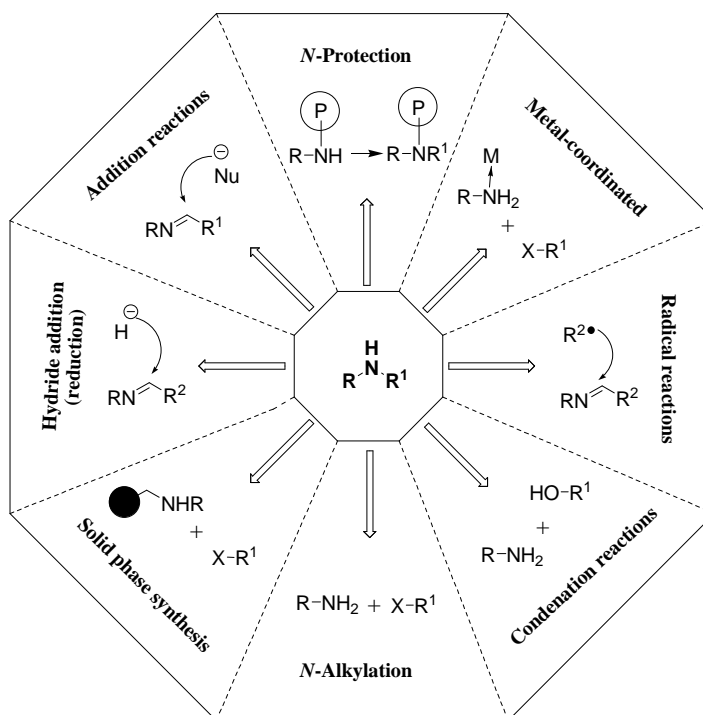 N-Protection
P
P
R–NH
R–NR¹
Metal-coordinated
M
R–NH₂
+
X–R¹
Radical reactions
R²•
RN
R²
Condenation reactions
HO–R¹
+
R–NH₂
N-Alkylation
R–NH₂ + X–R¹
Solid phase synthesis
NHR
+
X–R¹
Hydride addition
(reduction)
H
−
RN
R²
Addition reactions
−
Nu
RN
R¹
H
R N R¹